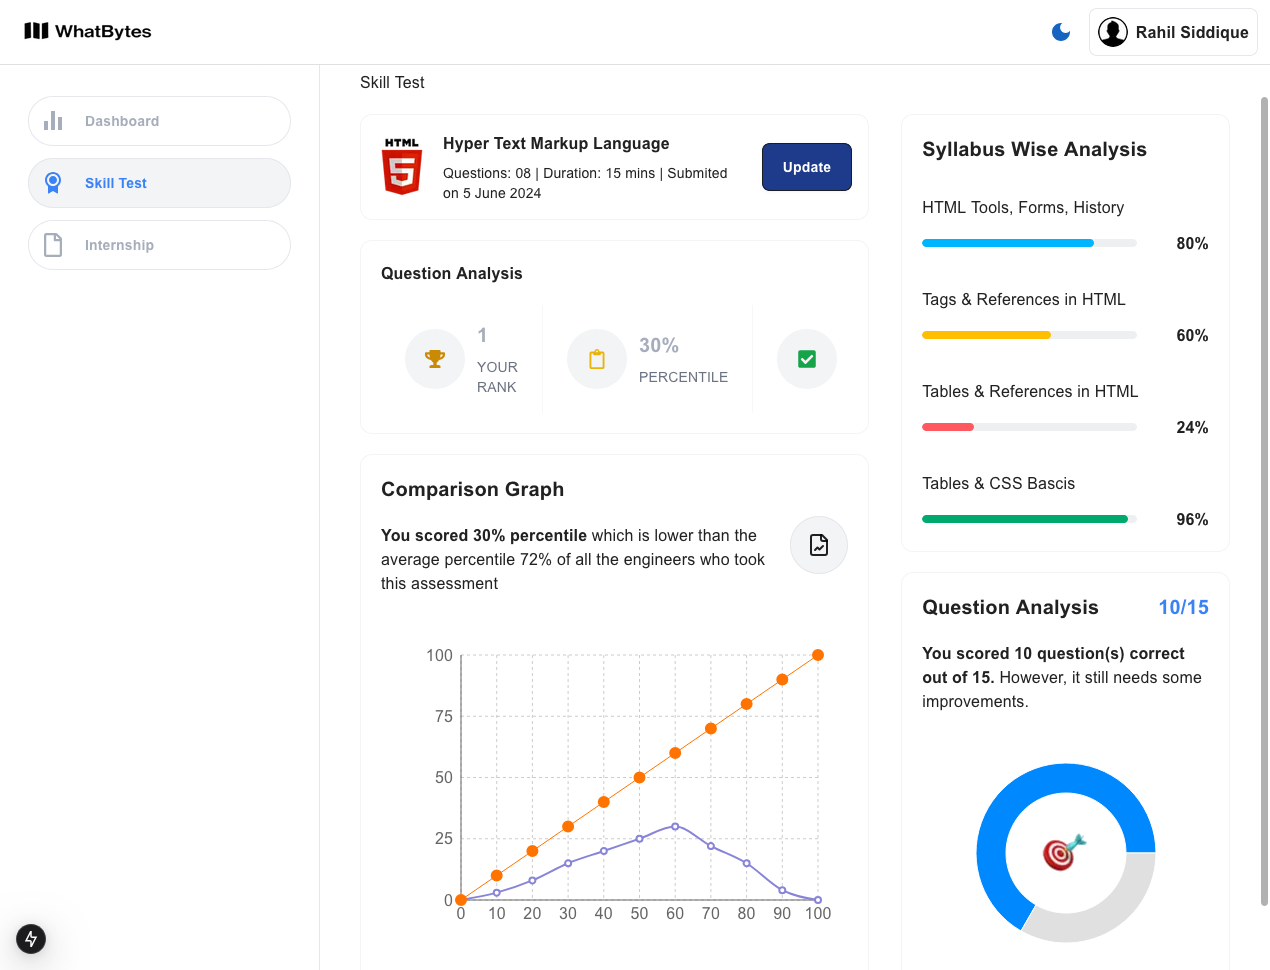 WhatBytes
Rahil Siddique
Dashboard
Skill Test
Internship
Skill Test
HTML
5
Hyper Text Markup Language
Questions: 08 | Duration: 15 mins | Submited
on 5 June 2024
Update
Question Analysis
1
YOUR
RANK
30%
PERCENTILE
Comparison Graph
You scored 30% percentile which is lower than the
average percentile 72% of all the engineers who took
this assessment
100
75
50
25
0
0 10 20 30 40 50 60 70 80 90 100
Syllabus Wise Analysis
HTML Tools, Forms, History
80%
Tags & References in HTML
60%
Tables & References in HTML
24%
Tables & CSS Bascis
96%
Question Analysis 10/15
You scored 10 question(s) correct
out of 15. However, it still needs some
improvements.